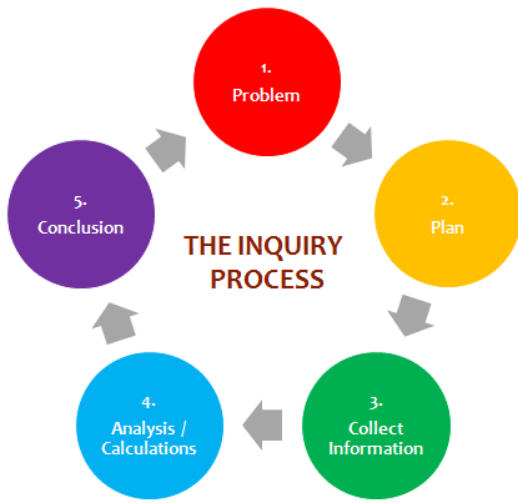 1.
Problem
2.
Plan
3.
Collect
Information
4.
Analysis /
Calculations
5.
Conclusion
THE INQUIRY
PROCESS